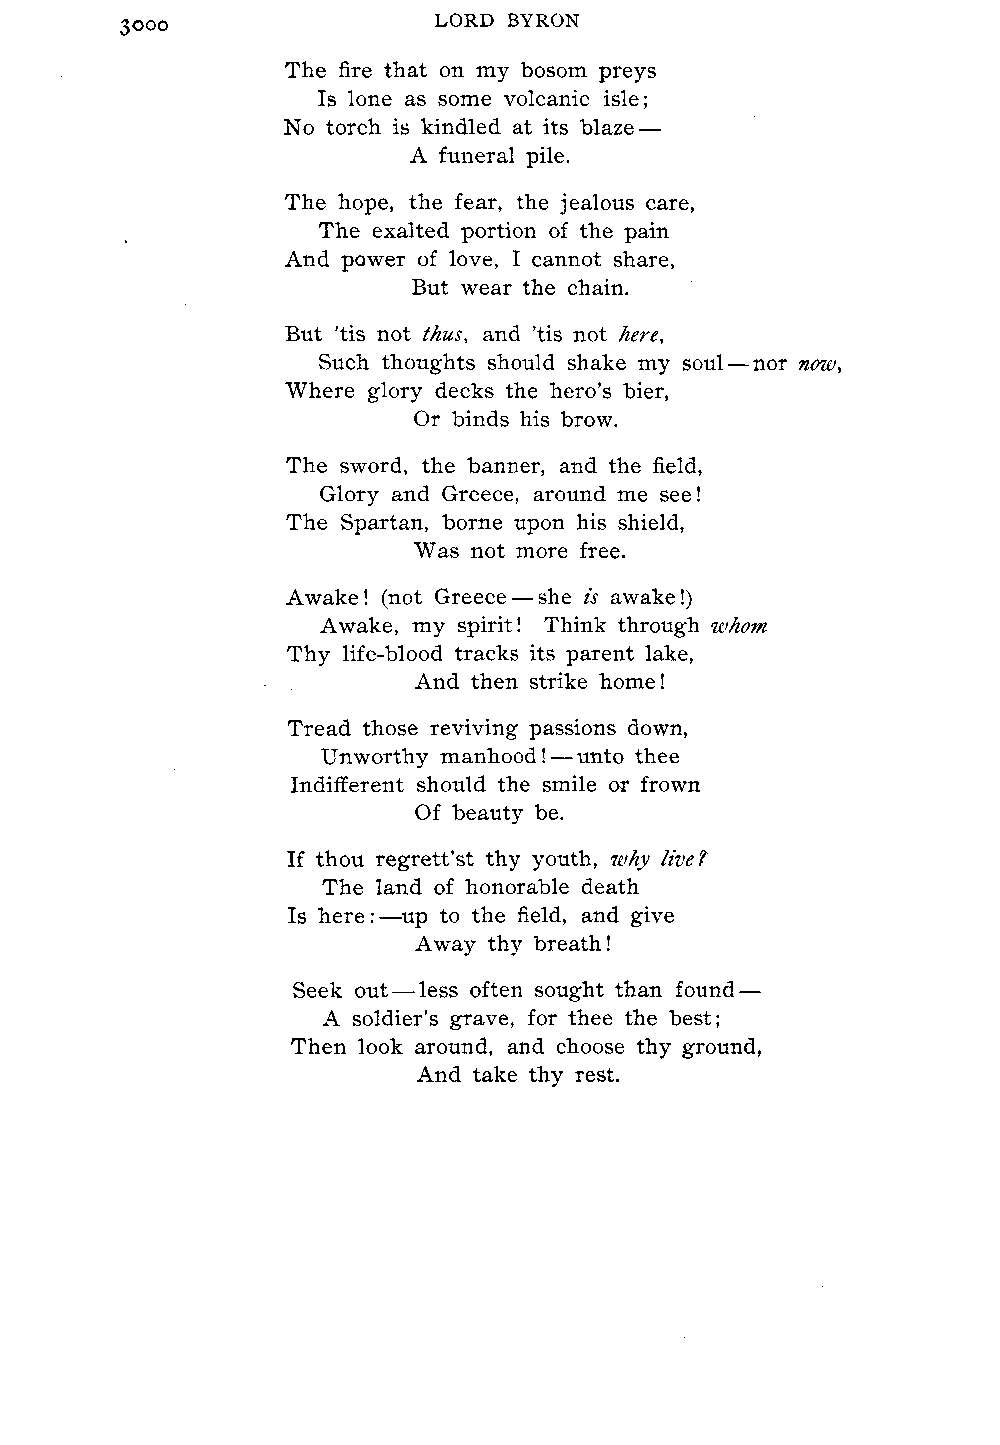 3000
LORD BYRON
The fire that on my bosom preys
Is lone as some volcanic isle;
No torch is kindled at its blaze—
A funeral pile.
The hope, the fear, the jealous care,
The exalted portion of the pain
And power of love, I cannot share,
But wear the chain.
But 'tis not thus, and 'tis not here,
Such thoughts should shake my soul—nor now,
Where glory decks the hero's bier,
Or binds his brow.
The sword, the banner, and the field,
Glory and Greece, around me see!
The Spartan, borne upon his shield,
Was not more free.
Awake! (not Greece—she is awake!)
Awake, my spirit! Think through whom
Thy life-blood tracks its parent lake,
And then strike home!
Tread those reviving passions down,
Unworthy manhood!—unto thee
Indifferent should the smile or frown
Of beauty be.
If thou regrett'st thy youth, why live?
The land of honorable death
Is here:—up to the field, and give
Away thy breath!
Seek out—less often sought than found—
A soldier's grave, for thee the best;
Then look around, and choose thy ground,
And take thy rest.